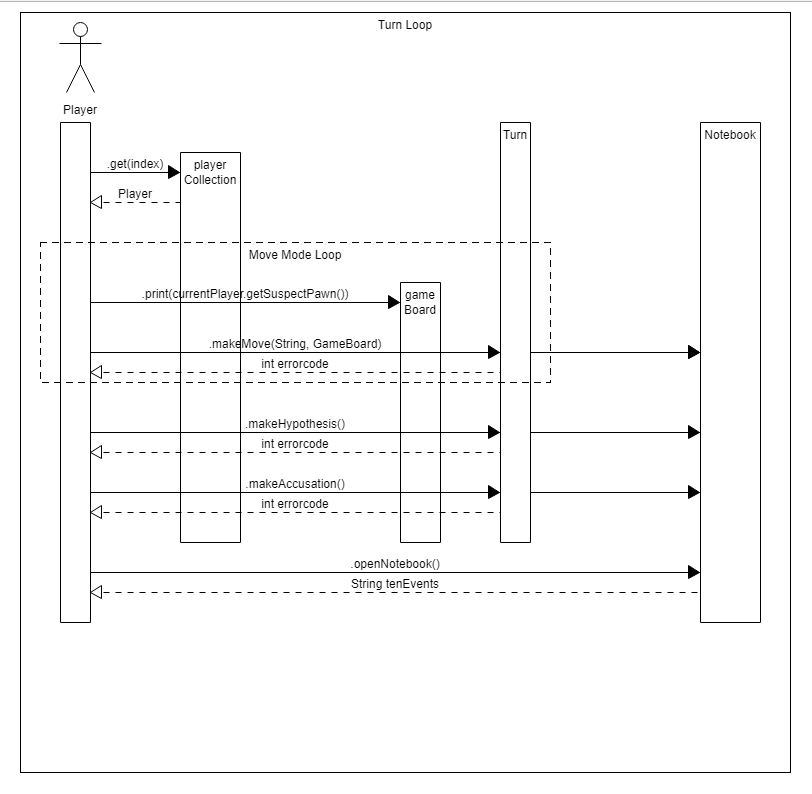 Turn Loop
Player
Turn
Notebook
.get(index)
player
Collection
Player
Move Mode Loop
.print(currentPlayer.getSuspectPawn())
game
Board
.makeMove(String, GameBoard)
int errorcode
.makeHypothesis()
int errorcode
.makeAccusation()
int errorcode
.openNotebook()
String tenEvents